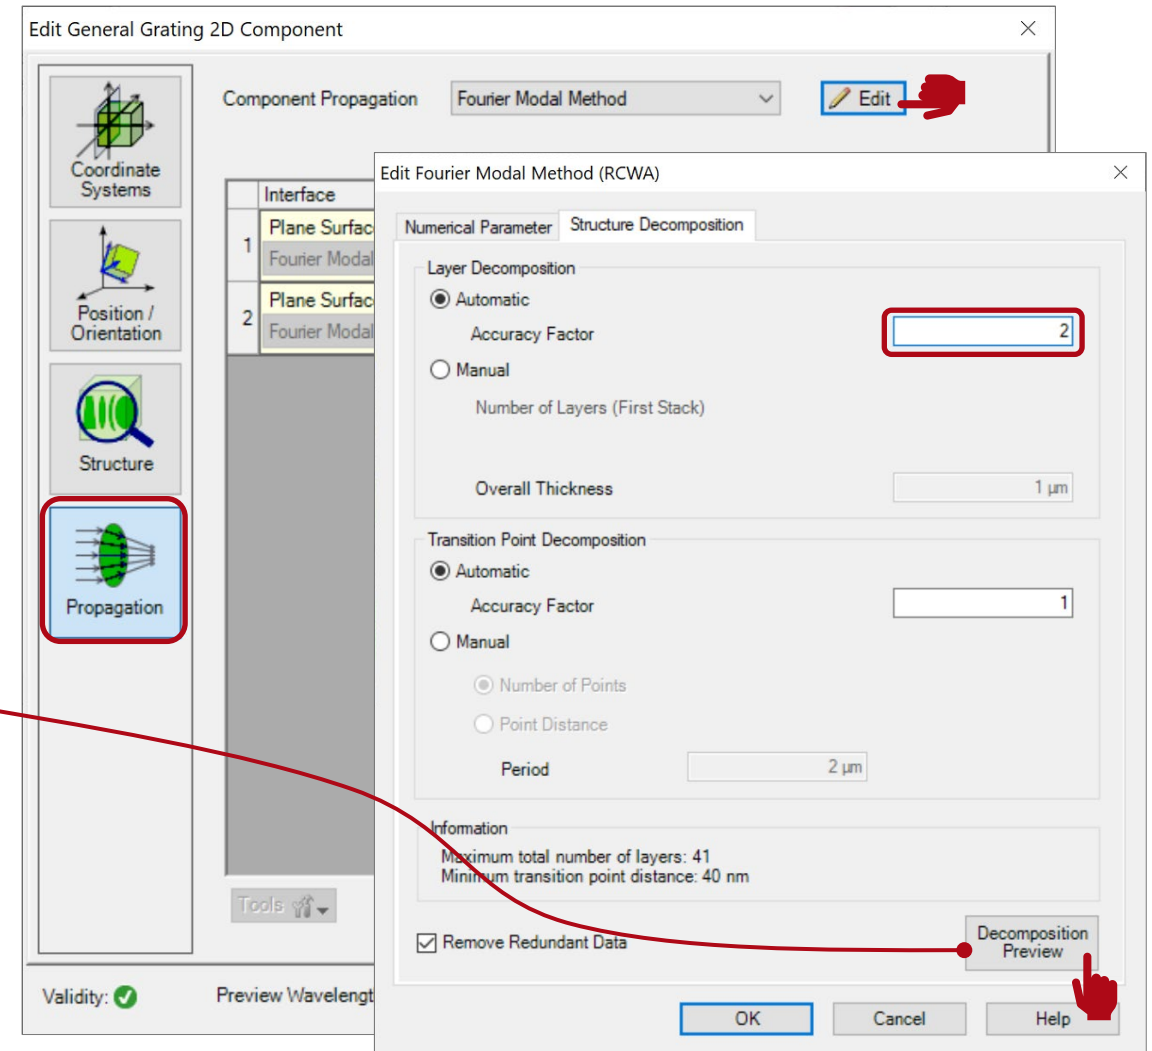 Edit General Grating 2D Component
Coordinate
Systems
Position /
Orientation
Structure
Propagation
Component Propagation
Fourier Modal Method
Edit
Interface
1
Plane Surfac
Fourier Modal
2
Plane Surfac
Fourier Modal
Tools
Validity:
Preview Wavelengt
Edit Fourier Modal Method (RCWA)
Numerical Parameter
Structure Decomposition
Layer Decomposition
Automatic
Accuracy Factor 2
Manual
Number of Layers (First Stack)
Overall Thickness 1 µm
Transition Point Decomposition
Automatic
Accuracy Factor 1
Manual
Number of Points
Point Distance
Period 2 µm
Information
Maximum total number of layers: 41
Minimum transition point distance: 40 nm
Remove Redundant Data
Decomposition
Preview
OK
Cancel
Help